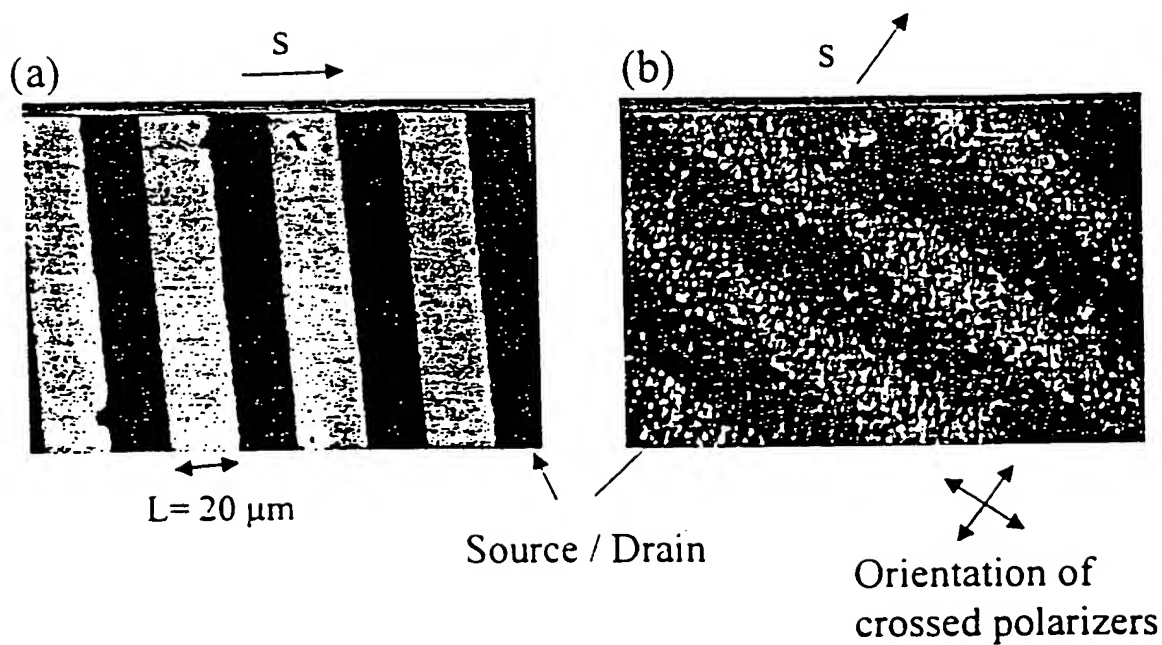 (a)
S
(b)
S
L= 20 μm
Source / Drain
Orientation of
crossed polarizers